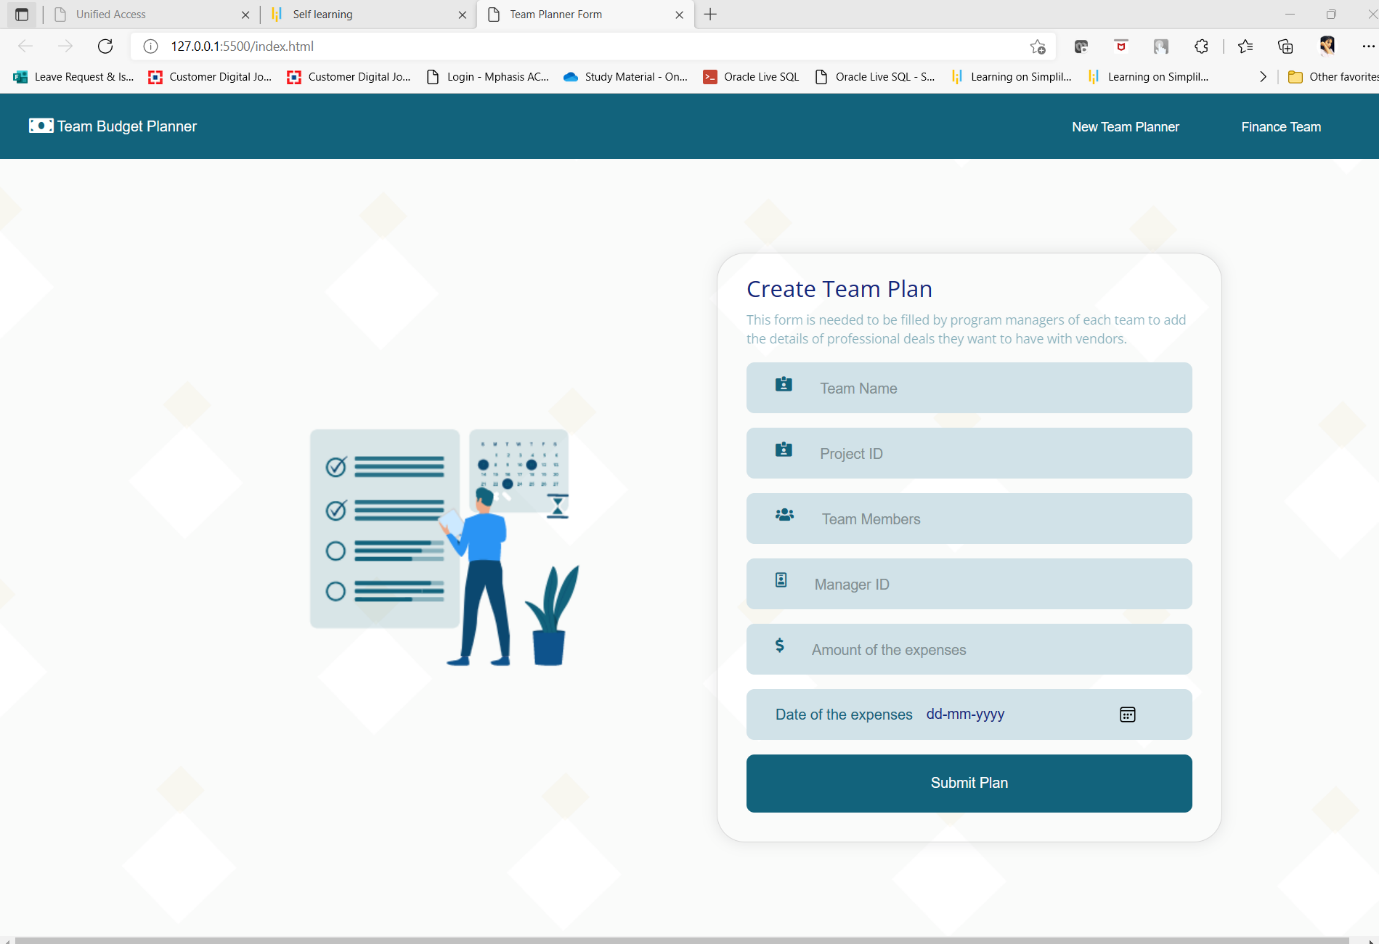 Unified Access
Self learning
Team Planner Form
127.0.0.1:5500/index.html
Leave Request & Is...
Customer Digital Jo...
Customer Digital Jo...
Login - Mphasis AC...
Study Material - On...
Oracle Live SQL
Oracle Live SQL - S...
Learning on Simplil...
Learning on Simplil...
Other favorites
Team Budget Planner
New Team Planner
Finance Team
Create Team Plan
This form is needed to be filled by program managers of each team to add
the details of professional deals they want to have with vendors.
Team Name
Project ID
Team Members
Manager ID
Amount of the expenses
Date of the expenses dd-mm-yyyy
Submit Plan